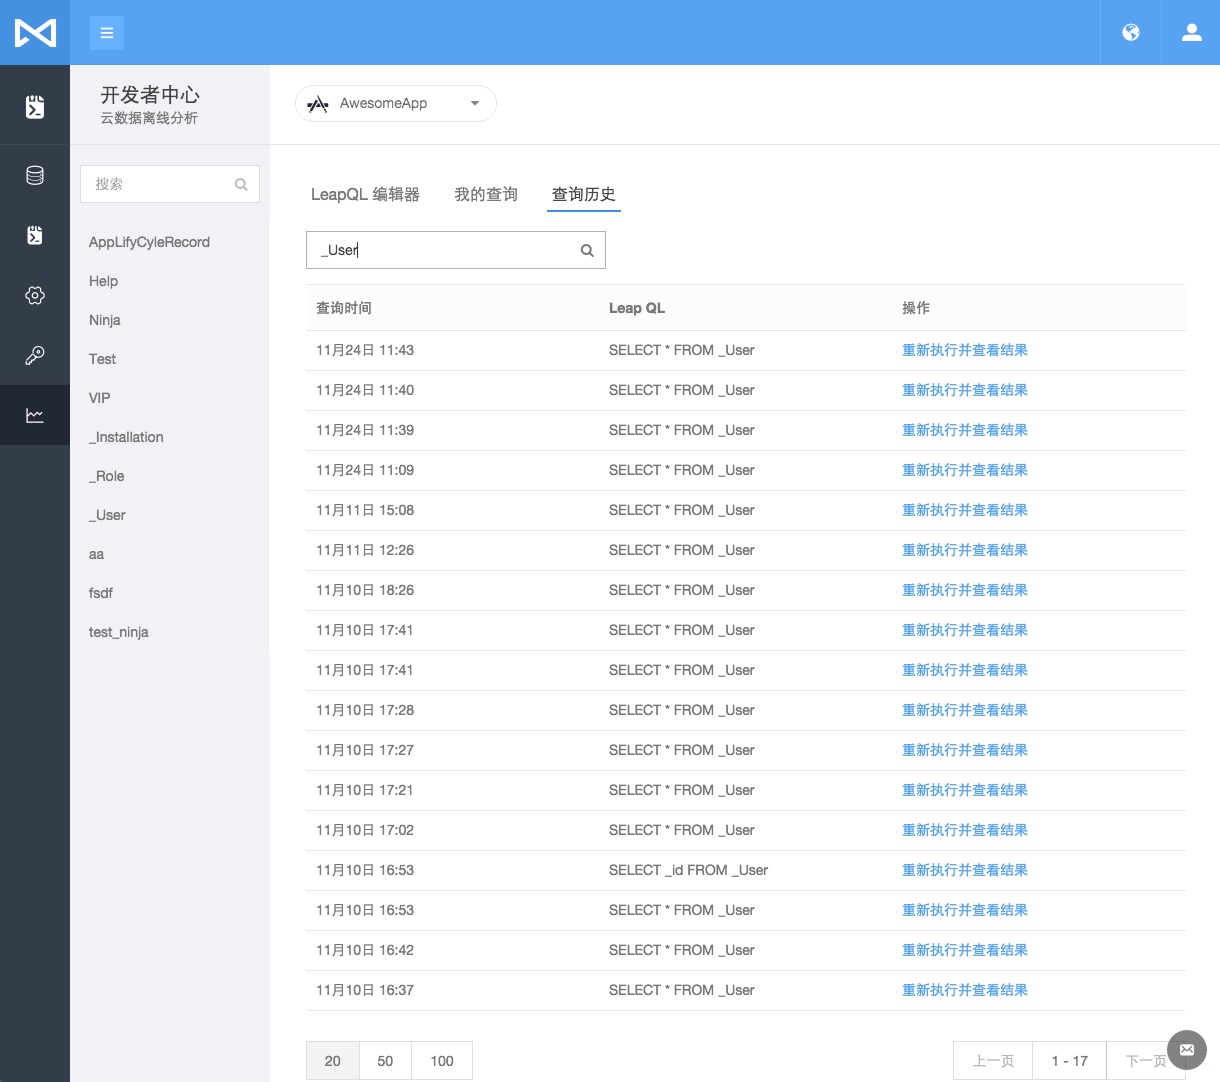 开发者中心
云数据离线分析
AwesomeApp
搜索
AppLifyCyleRecord
Help
Ninja
Test
VIP
_Installation
_Role
_User
aa
fsdf
test_ninja
LeapQL 编辑器 我的查询 查询历史
_User
查询时间 Leap QL 操作
11月24日 11:43 SELECT * FROM _User 重新执行并查看结果
11月24日 11:40 SELECT * FROM _User 重新执行并查看结果
11月24日 11:39 SELECT * FROM _User 重新执行并查看结果
11月24日 11:09 SELECT * FROM _User 重新执行并查看结果
11月11日 15:08 SELECT * FROM _User 重新执行并查看结果
11月11日 12:26 SELECT * FROM _User 重新执行并查看结果
11月10日 18:26 SELECT * FROM _User 重新执行并查看结果
11月10日 17:41 SELECT * FROM _User 重新执行并查看结果
11月10日 17:41 SELECT * FROM _User 重新执行并查看结果
11月10日 17:28 SELECT * FROM _User 重新执行并查看结果
11月10日 17:27 SELECT * FROM _User 重新执行并查看结果
11月10日 17:21 SELECT * FROM _User 重新执行并查看结果
11月10日 17:02 SELECT * FROM _User 重新执行并查看结果
11月10日 16:53 SELECT _id FROM _User 重新执行并查看结果
11月10日 16:53 SELECT * FROM _User 重新执行并查看结果
11月10日 16:42 SELECT * FROM _User 重新执行并查看结果
11月10日 16:37 SELECT * FROM _User 重新执行并查看结果
20 50 100 上一页 1 - 17 下一页